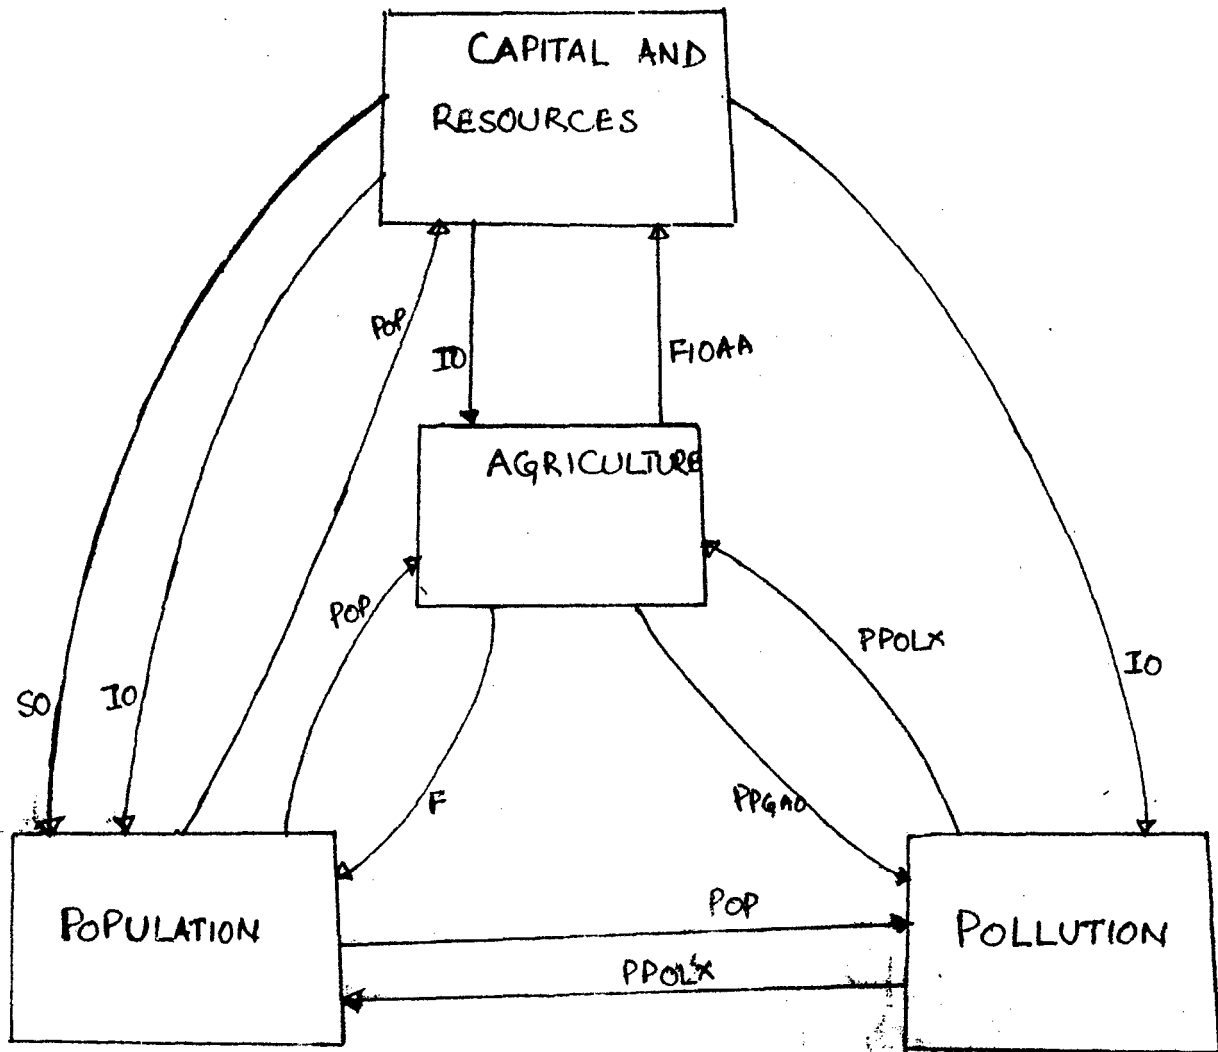 CAPITAL AND
RESOURCES
POP
IO
FIOAA
AGRICULTURE
POP
PPOLX
SO
IO
IO
F
PPGAO
POP
POPULATION
POLLUTION
PPOLX